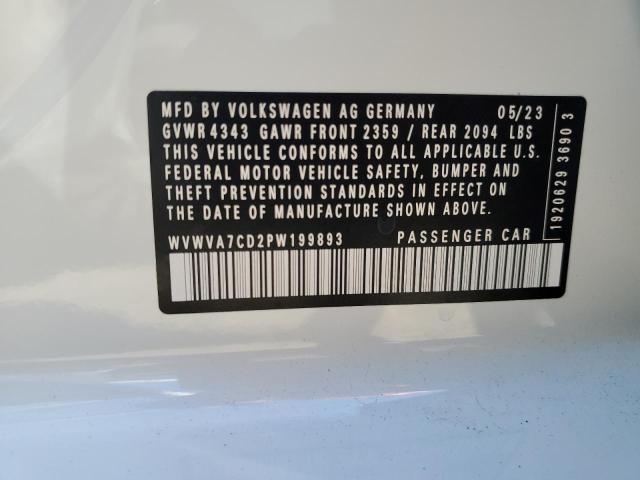 MFD BY VOLKSWAGEN AG GERMANY 05/23
GVWR 4343 GAWR FRONT 2359 / REAR 2094 LBS
THIS VEHICLE CONFORMS TO ALL APPLICABLE U.S.
FEDERAL MOTOR VEHICLE SAFETY, BUMPER AND
THEFT PREVENTION STANDARDS IN EFFECT ON
THE DATE OF MANUFACTURE SHOWN ABOVE.
WVWVA7CD2PW199893 PASSENGER CAR
1920629 3690 3